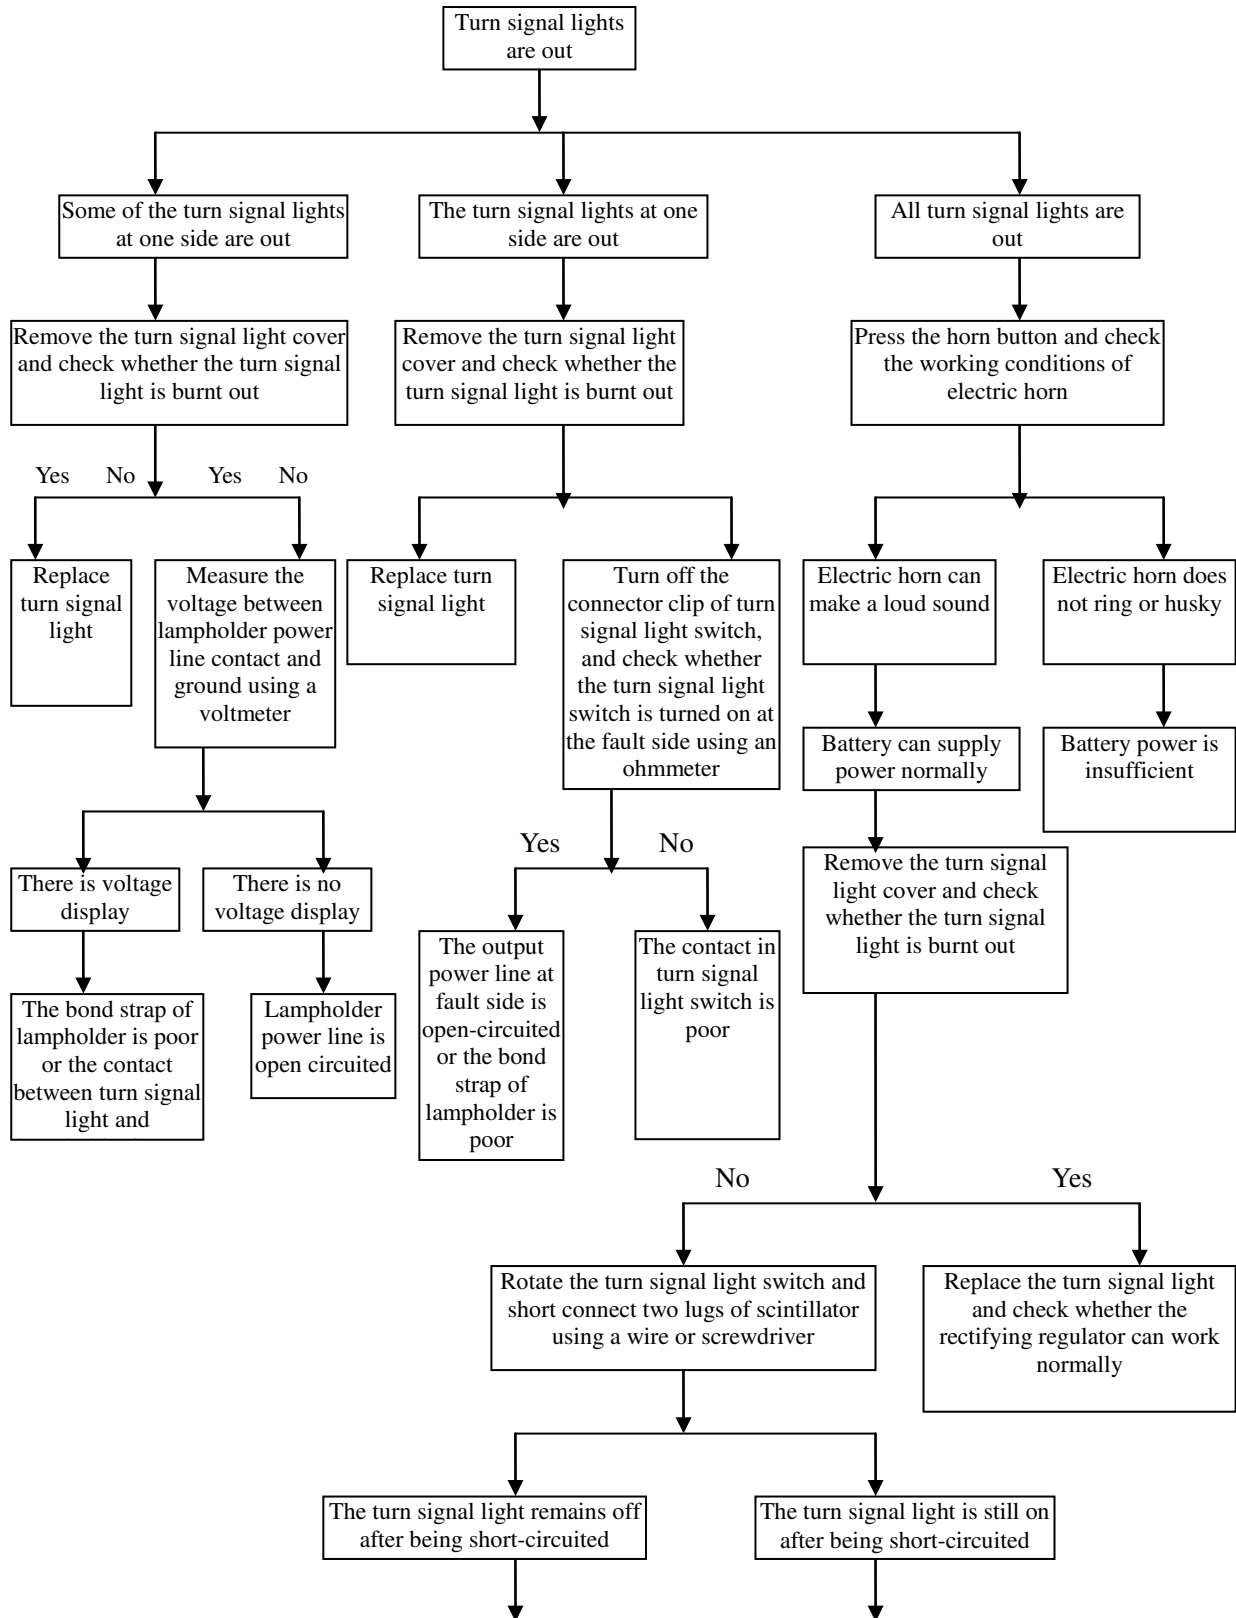 Turn signal lights
are out
Some of the turn signal lights
at one side are out
The turn signal lights at one
side are out
All turn signal lights are
out
Remove the turn signal light cover
and check whether the turn signal
light is burnt out
Remove the turn signal light
cover and check whether the
turn signal light is burnt out
Press the horn button and check
the working conditions of
electric horn
Yes No Yes No
Replace
turn signal
light
Measure the
voltage between
lampholder power
line contact and
ground using a
voltmeter
Replace turn
signal light
Turn off the
connector clip of turn
signal light switch,
and check whether
the turn signal light
switch is turned on at
the fault side using an
ohmmeter
Electric horn can
make a loud sound
Electric horn does
not ring or husky
Battery can supply
power normally
Battery power is
insufficient
Yes No
There is voltage
display
There is no
voltage display
Remove the turn signal
light cover and check
whether the turn signal
light is burnt out
The output
power line at
fault side is
open-circuited
or the bond
strap of
lampholder is
poor
The contact in
turn signal
light switch is
poor
The bond strap of
lampholder is poor
or the contact
between turn signal
light and
Lampholder
power line is
open circuited
No Yes
Rotate the turn signal light switch and
short connect two lugs of scintillator
using a wire or screwdriver
Replace the turn signal light
and check whether the
rectifying regulator can work
normally
The turn signal light remains off
after being short-circuited
The turn signal light is still on
after being short-circuited